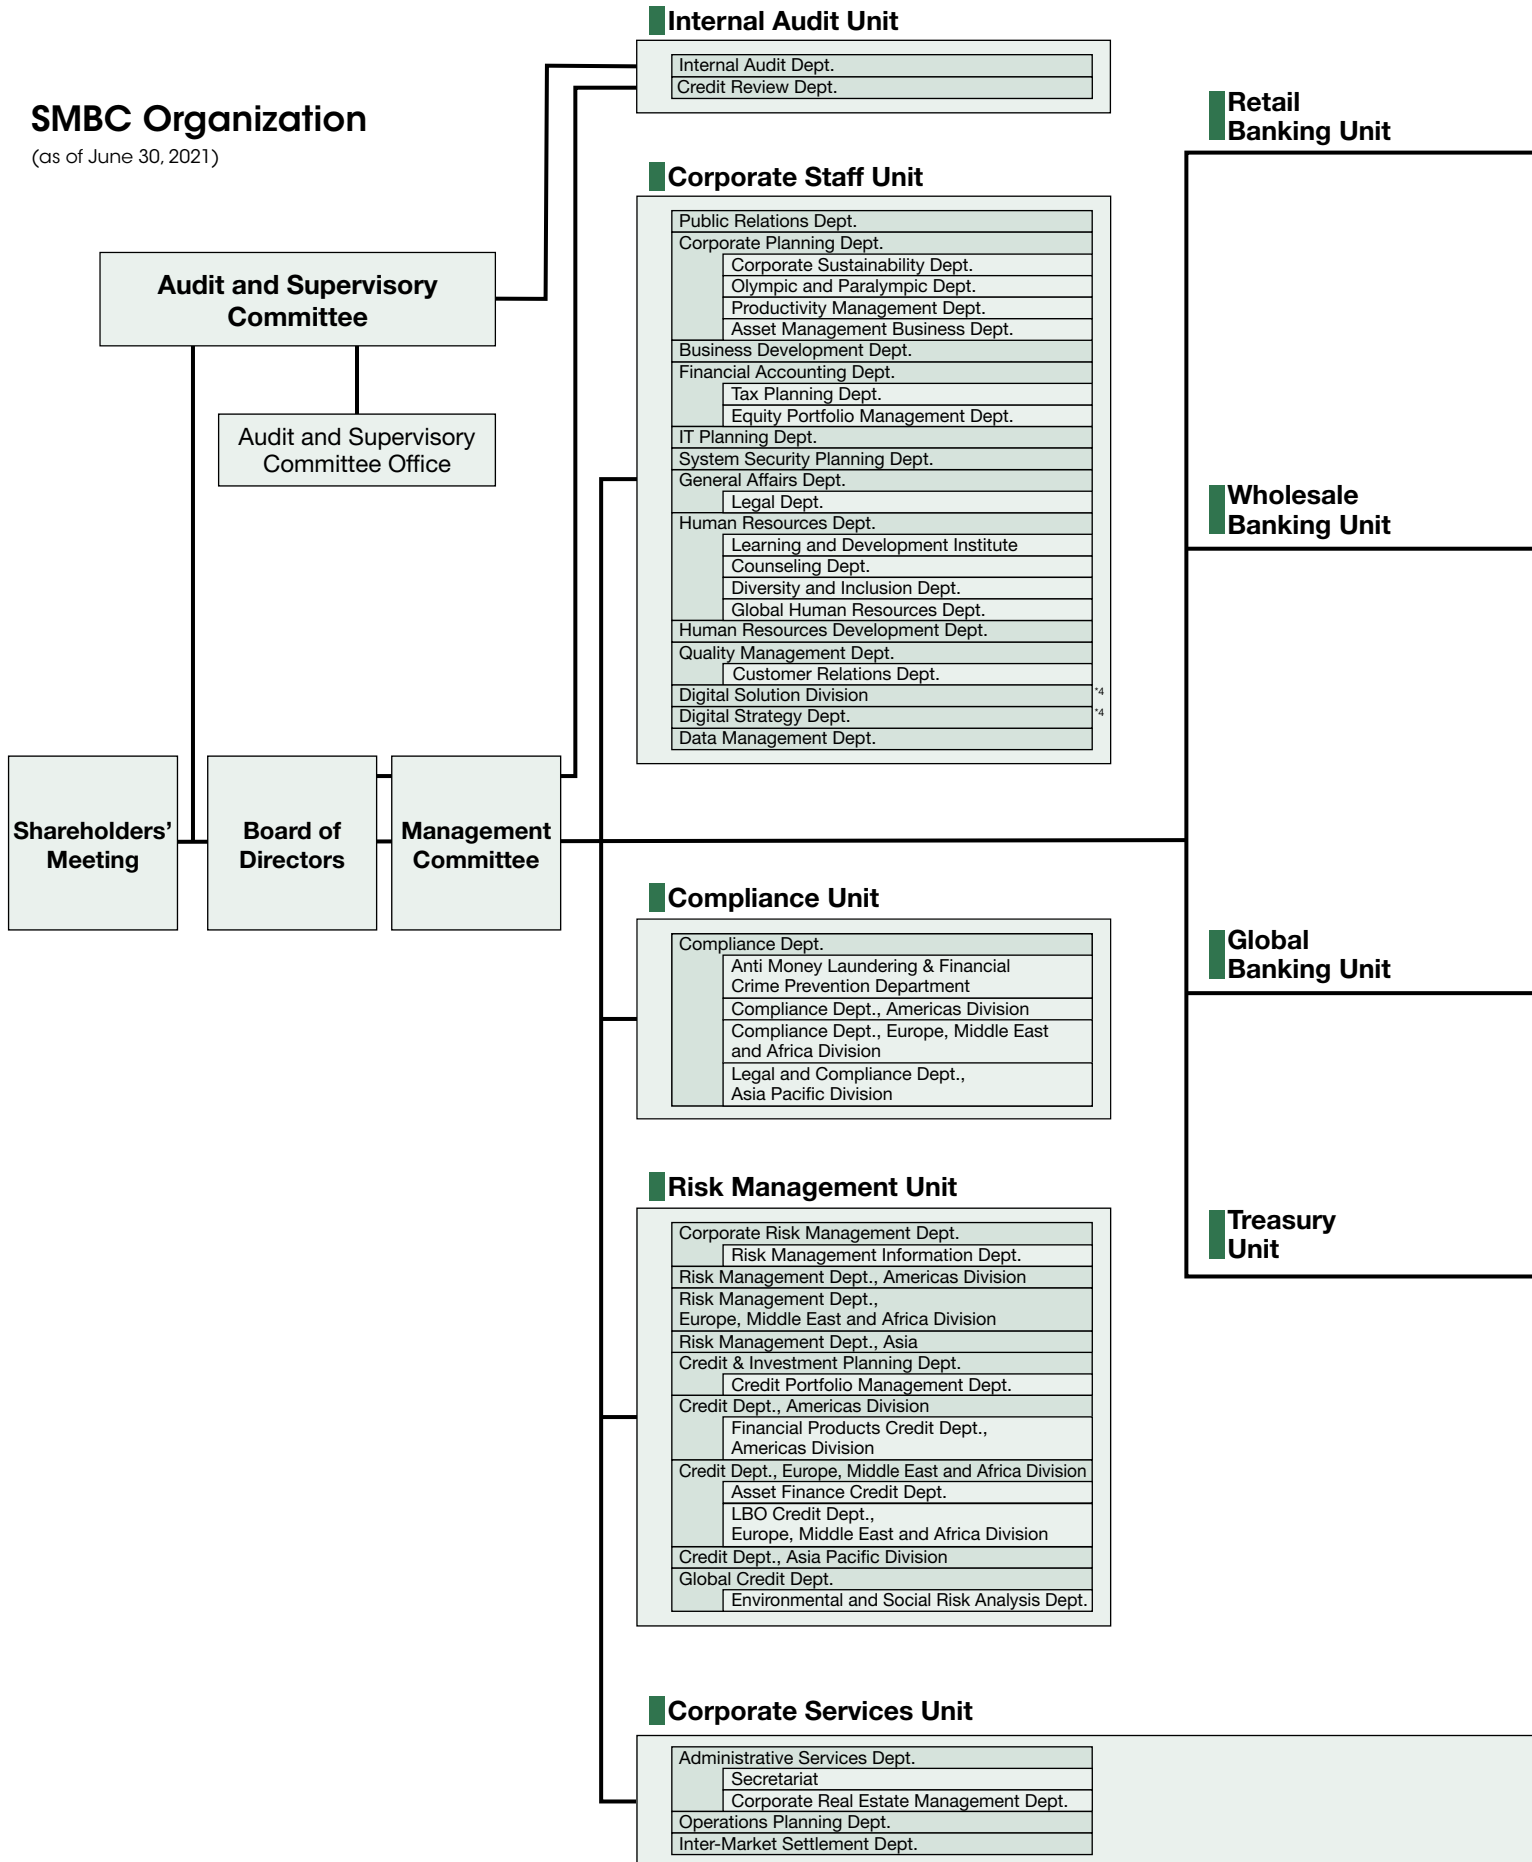 SMBC Organization
(as of June 30, 2021)
Audit and Supervisory
Committee
Audit and Supervisory
Committee Office
Shareholders'
Meeting
Board of
Directors
Management
Committee
Internal Audit Unit
Internal Audit Dept.
Credit Review Dept.
Corporate Staff Unit
Public Relations Dept.
Corporate Planning Dept.
Corporate Sustainability Dept.
Olympic and Paralympic Dept.
Productivity Management Dept.
Asset Management Business Dept.
Business Development Dept.
Financial Accounting Dept.
Tax Planning Dept.
Equity Portfolio Management Dept.
IT Planning Dept.
System Security Planning Dept.
General Affairs Dept.
Legal Dept.
Human Resources Dept.
Learning and Development Institute
Counseling Dept.
Diversity and Inclusion Dept.
Global Human Resources Dept.
Human Resources Development Dept.
Quality Management Dept.
Customer Relations Dept.
Digital Solution Division *4
Digital Strategy Dept. *4
Data Management Dept.
Compliance Unit
Compliance Dept.
Anti Money Laundering & Financial
Crime Prevention Department
Compliance Dept., Americas Division
Compliance Dept., Europe, Middle East
and Africa Division
Legal and Compliance Dept.,
Asia Pacific Division
Risk Management Unit
Corporate Risk Management Dept.
Risk Management Information Dept.
Risk Management Dept., Americas Division
Risk Management Dept.,
Europe, Middle East and Africa Division
Risk Management Dept., Asia
Credit & Investment Planning Dept.
Credit Portfolio Management Dept.
Credit Dept., Americas Division
Financial Products Credit Dept.,
Americas Division
Credit Dept., Europe, Middle East and Africa Division
Asset Finance Credit Dept.
LBO Credit Dept.,
Europe, Middle East and Africa Division
Credit Dept., Asia Pacific Division
Global Credit Dept.
Environmental and Social Risk Analysis Dept.
Corporate Services Unit
Administrative Services Dept.
Secretariat
Corporate Real Estate Management Dept.
Operations Planning Dept.
Inter-Market Settlement Dept.
Retail
Banking Unit
Wholesale
Banking Unit
Global
Banking Unit
Treasury
Unit